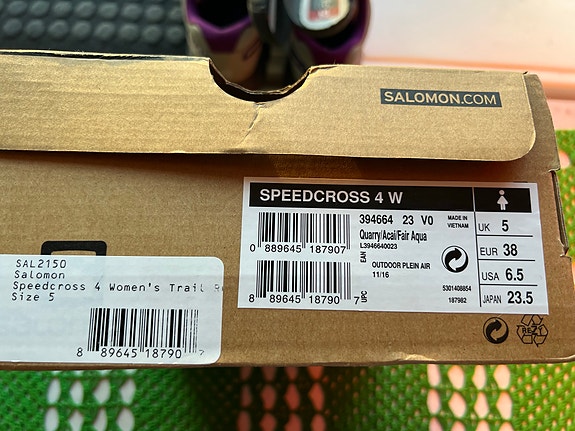 SALOMON.COM
SPEEDCROSS 4 W
394664 23 V0
MADE IN
VIETNAM
Quarry/Acai/Fair Aqua
L3946640023
0 889645 187907
EAN
OUTDOOR PLEIN AIR
11/16
8 89645 18790 7
UPC
5301408854
187982
UK 5
EUR 38
USA 6.5
JAPAN 23.5
REZY
SAL2150
Salomon
Speedcross 4 Women's Trail
Size 5
8 89645 18790 7